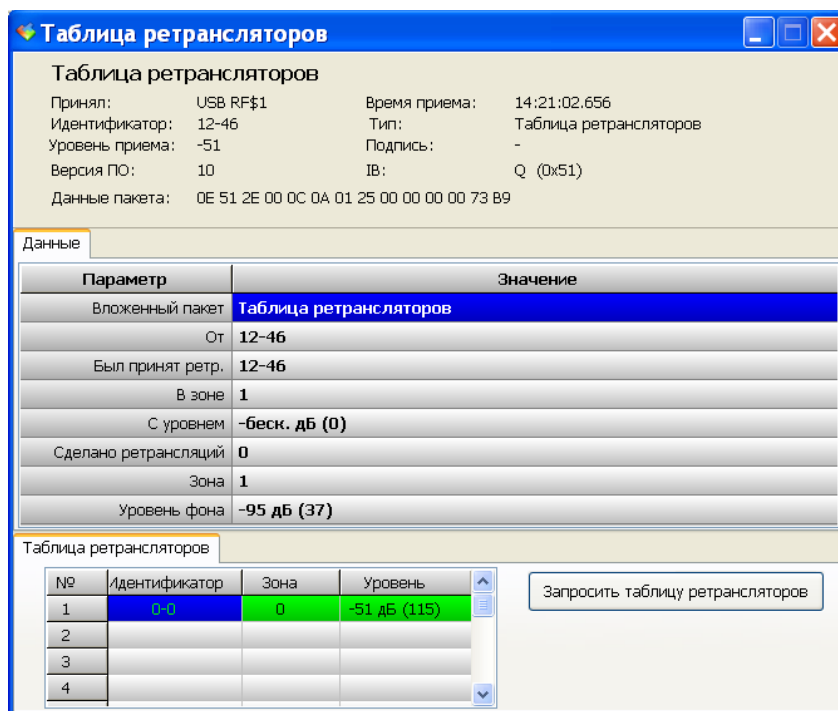 Таблица ретрансляторов
Таблица ретрансляторов
Принял: USB RF$1 Время приема: 14:21:02.656
Идентификатор: 12-46 Тип: Таблица ретрансляторов
Уровень приема: -51 Подпись: -
Версия ПО: 10 IB: Q (0x51)
Данные пакета: 0E 51 2E 00 0C 0A 01 25 00 00 00 00 73 B9
Данные
Параметр Значение
Вложенный пакет Таблица ретрансляторов
От 12-46
Был принят ретр. 12-46
В зоне 1
С уровнем -беск. дБ (0)
Сделано ретрансляций 0
Зона 1
Уровень фона -95 дБ (37)
Таблица ретрансляторов
№ Идентификатор Зона Уровень
1 0-0 0 -51 дБ (115)
2
3
4
Запросить таблицу ретрансляторов